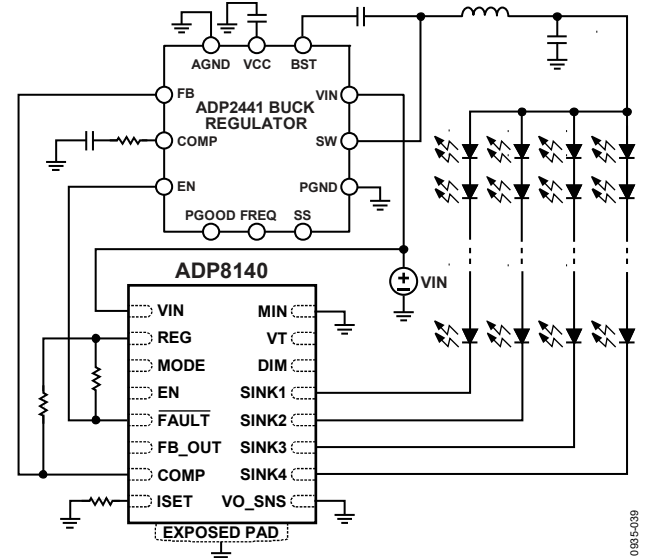 AGND VCC BST
FB
VIN
ADP2441 BUCK
REGULATOR
COMP
SW
EN
PGND
PGOOD FREQ SS
VIN
ADP8140
VIN MIN
REG VT
MODE DIM
EN SINK1
FAULT SINK2
FB_OUT SINK3
COMP SINK4
ISET VO_SNS
EXPOSED PAD
0935-039